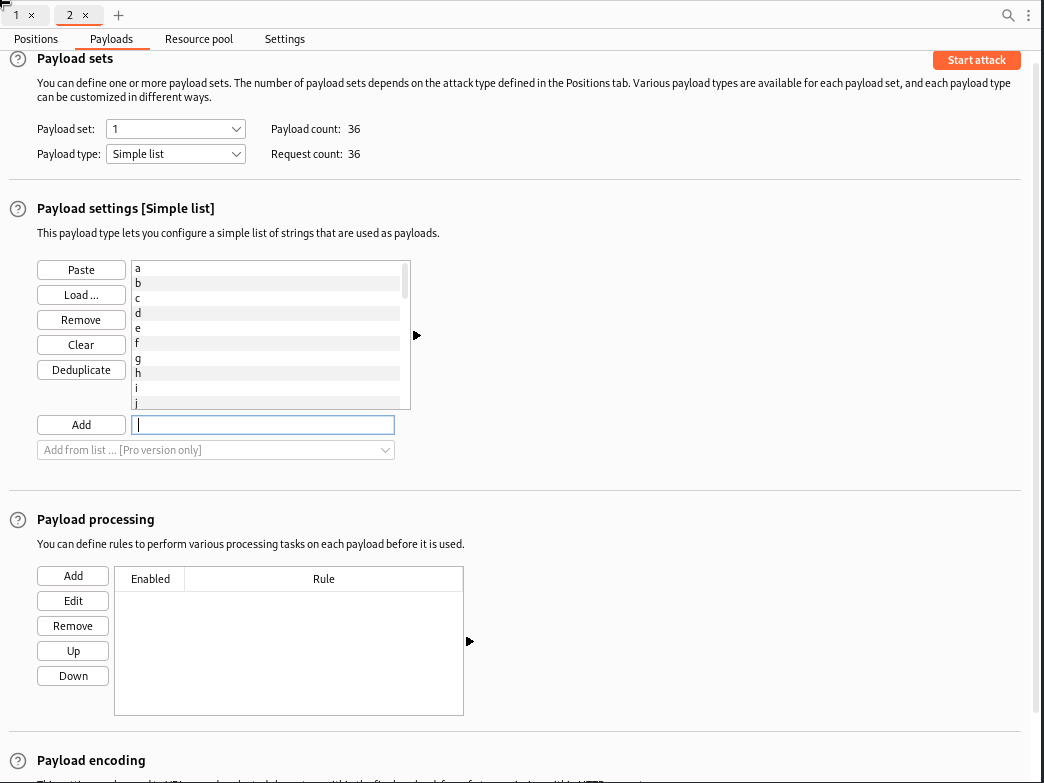 1 × 2 × +
Positions Payloads Resource pool Settings
Payload sets
Start attack
You can define one or more payload sets. The number of payload sets depends on the attack type defined in the Positions tab. Various payload types are available for each payload set, and each payload type
can be customized in different ways.
Payload set: 1 Payload count: 36
Payload type: Simple list Request count: 36
Payload settings [Simple list]
This payload type lets you configure a simple list of strings that are used as payloads.
Paste
Load ...
Remove
Clear
Deduplicate
a
b
c
d
e
f
g
h
i
j
Add
Add from list ... [Pro version only]
Payload processing
You can define rules to perform various processing tasks on each payload before it is used.
Add
Edit
Remove
Up
Down
Enabled Rule
Payload encoding